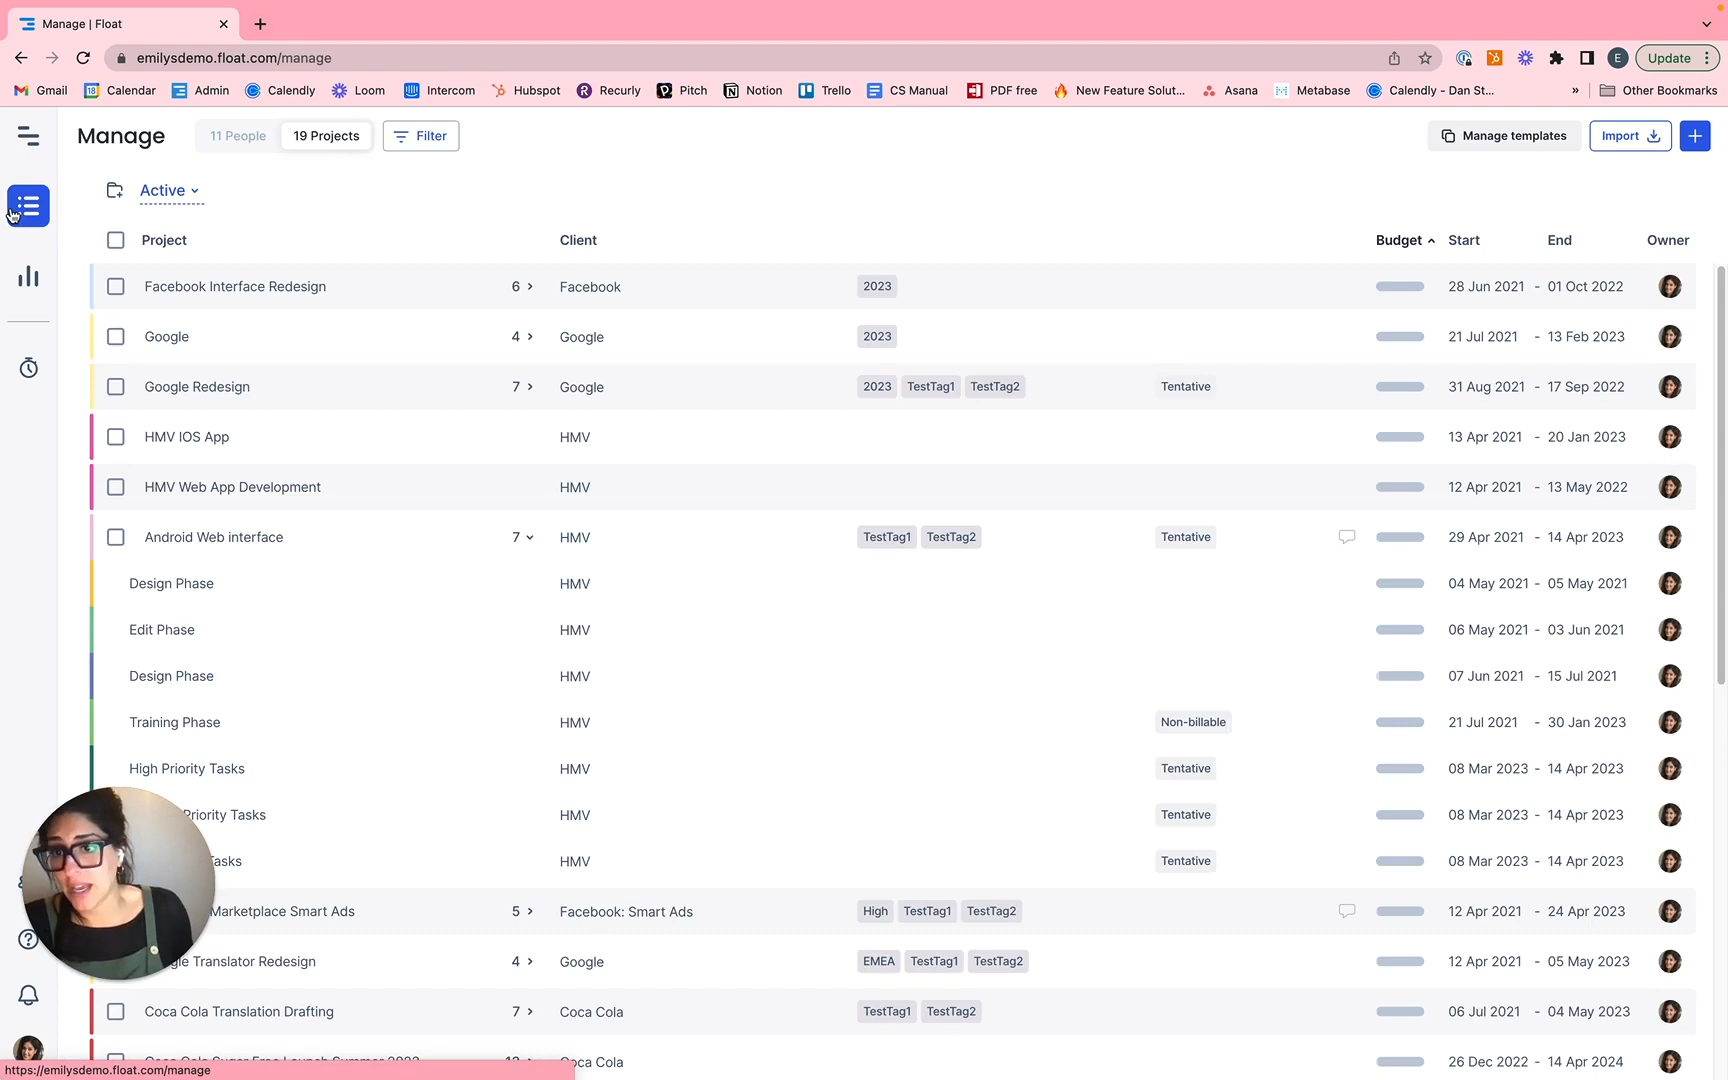 Manage | Float
emilysdemo.float.com/manage
E
Update
Gmail
18 Calendar
Admin
Calendly
Loom
Intercom
Hubspot
Recurly
Pitch
Notion
Trello
CS Manual
PDF free
New Feature Solut...
Asana
Metabase
Calendly - Dan St...
»
Other Bookmarks
Manage
11 People
19 Projects
Filter
Manage templates
Import
Active
Project Client Budget Start End Owner
Facebook Interface Redesign 6 Facebook 2023 28 Jun 2021 - 01 Oct 2022
Google 4 Google 2023 21 Jul 2021 - 13 Feb 2023
Google Redesign 7 Google 2023 TestTag1 TestTag2 Tentative 31 Aug 2021 - 17 Sep 2022
HMV IOS App HMV 13 Apr 2021 - 20 Jan 2023
HMV Web App Development HMV 12 Apr 2021 - 13 May 2022
Android Web interface 7 HMV TestTag1 TestTag2 Tentative 29 Apr 2021 - 14 Apr 2023
Design Phase HMV 04 May 2021 - 05 May 2021
Edit Phase HMV 06 May 2021 - 03 Jun 2021
Design Phase HMV 07 Jun 2021 - 15 Jul 2021
Training Phase HMV Non-billable 21 Jul 2021 - 30 Jan 2023
High Priority Tasks HMV Tentative 08 Mar 2023 - 14 Apr 2023
Priority Tasks HMV Tentative 08 Mar 2023 - 14 Apr 2023
Tasks HMV Tentative 08 Mar 2023 - 14 Apr 2023
Marketplace Smart Ads 5 Facebook: Smart Ads High TestTag1 TestTag2 12 Apr 2021 - 24 Apr 2023
Translator Redesign 4 Google EMEA TestTag1 TestTag2 12 Apr 2021 - 05 May 2023
Coca Cola Translation Drafting 7 Coca Cola TestTag1 TestTag2 06 Jul 2021 - 04 May 2023
Coca Cola Sugar Free Launch Summer 2023 Coca Cola 26 Dec 2022 - 14 Apr 2024
https://emilysdemo.float.com/manage